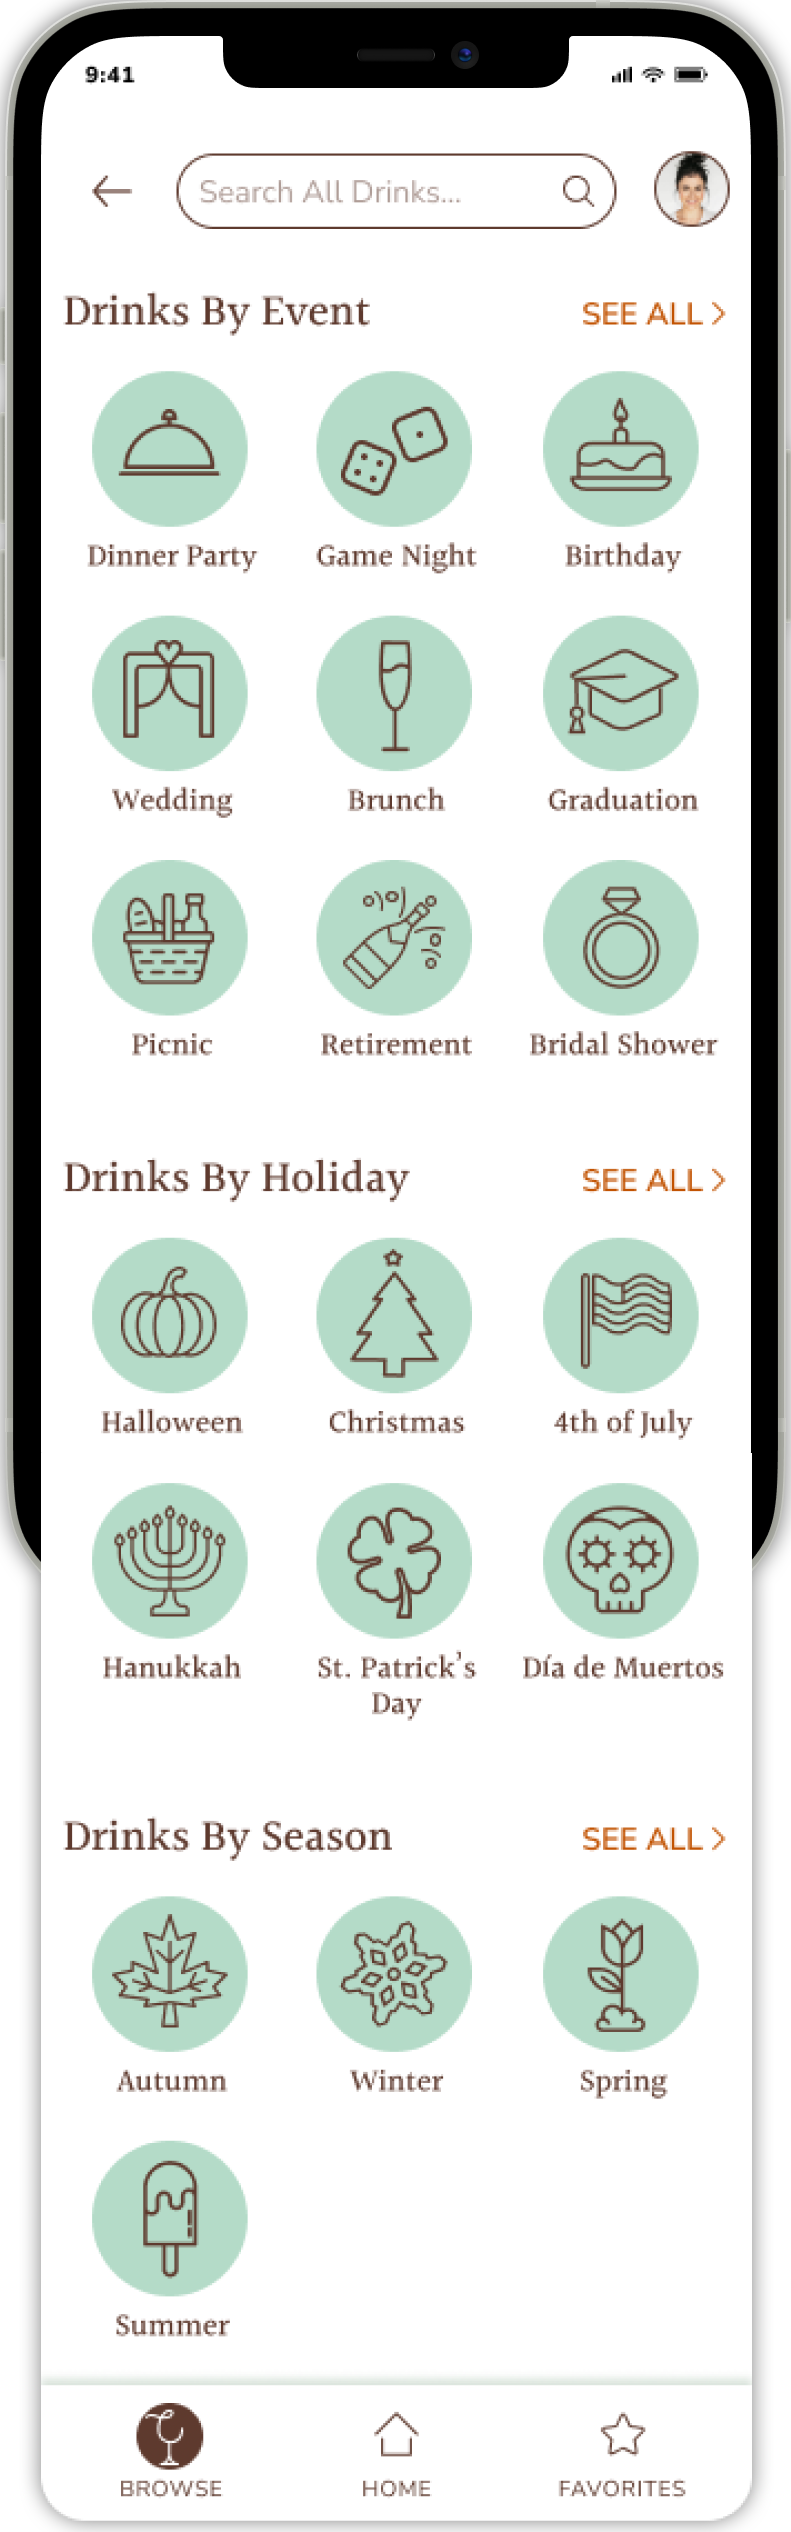 9:41
Search All Drinks...
Drinks By Event SEE ALL
Dinner Party Game Night Birthday
Wedding Brunch Graduation
Picnic Retirement Bridal Shower
Drinks By Holiday SEE ALL
Halloween Christmas 4th of July
Hanukkah St. Patrick's Día de Muertos
Day
Drinks By Season SEE ALL
Autumn Winter Spring
Summer
BROWSE HOME FAVORITES